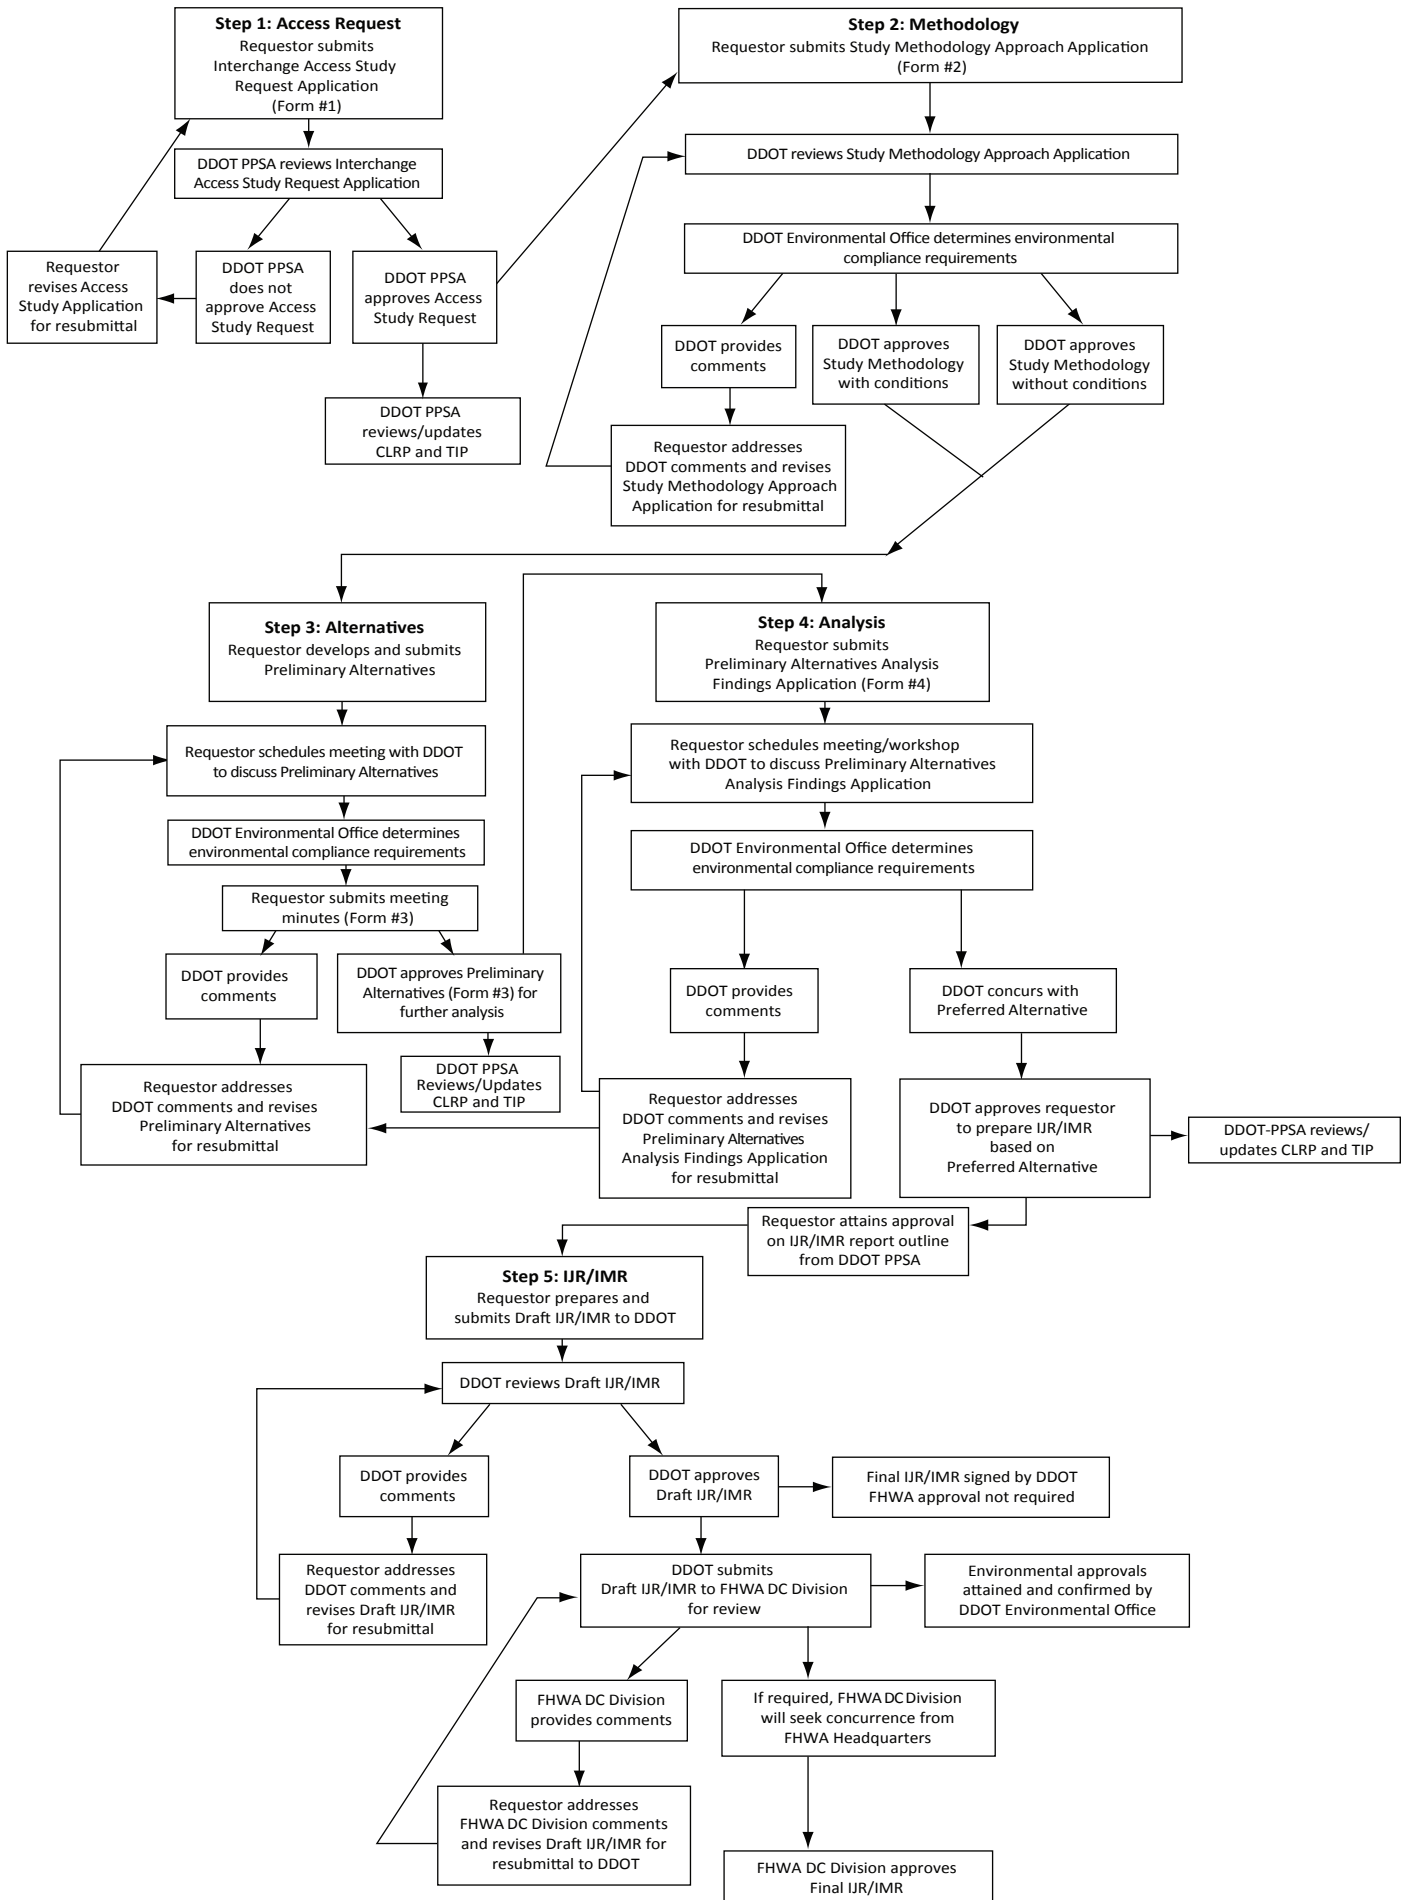 Step 1: Access Request
Requestor submits
Interchange Access Study
Request Application
(Form #1)
DDOT PPSA reviews Interchange
Access Study Request Application
Requestor
revises Access
Study Application
for resubmittal
DDOT PPSA
does not
approve Access
Study Request
DDOT PPSA
approves Access
Study Request
DDOT PPSA
reviews/updates
CLRP and TIP
Step 2: Methodology
Requestor submits Study Methodology Approach Application
(Form #2)
DDOT reviews Study Methodology Approach Application
DDOT Environmental Office determines environmental
compliance requirements
DDOT provides
comments
DDOT approves
Study Methodology
with conditions
DDOT approves
Study Methodology
without conditions
Requestor addresses
DDOT comments and revises
Study Methodology Approach
Application for resubmittal
Step 3: Alternatives
Requestor develops and submits
Preliminary Alternatives
Requestor schedules meeting with DDOT
to discuss Preliminary Alternatives
DDOT Environmental Office determines
environmental compliance requirements
Requestor submits meeting
minutes (Form #3)
DDOT provides
comments
DDOT approves Preliminary
Alternatives (Form #3) for
further analysis
DDOT PPSA
Reviews/Updates
CLRP and TIP
Requestor addresses
DDOT comments and revises
Preliminary Alternatives
for resubmittal
Step 4: Analysis
Requestor submits
Preliminary Alternatives Analysis
Findings Application (Form #4)
Requestor schedules meeting/workshop
with DDOT to discuss Preliminary Alternatives
Analysis Findings Application
DDOT Environmental Office determines
environmental compliance requirements
DDOT provides
comments
DDOT concurs with
Preferred Alternative
Requestor addresses
DDOT comments and revises
Preliminary Alternatives
Analysis Findings Application
for resubmittal
DDOT approves requestor
to prepare IJR/IMR
based on
Preferred Alternative
DDOT-PPSA reviews/
updates CLRP and TIP
Requestor attains approval
on IJR/IMR report outline
from DDOT PPSA
Step 5: IJR/IMR
Requestor prepares and
submits Draft IJR/IMR to DDOT
DDOT reviews Draft IJR/IMR
DDOT provides
comments
DDOT approves
Draft IJR/IMR
Final IJR/IMR signed by DDOT
FHWA approval not required
Requestor addresses
DDOT comments and
revises Draft IJR/IMR
for resubmittal
DDOT submits
Draft IJR/IMR to FHWA DC Division
for review
Environmental approvals
attained and confirmed by
DDOT Environmental Office
FHWA DC Division
provides comments
If required, FHWA DC Division
will seek concurrence from
FHWA Headquarters
Requestor addresses
FHWA DC Division comments
and revises Draft IJR/IMR for
resubmittal to DDOT
FHWA DC Division approves
Final IJR/IMR